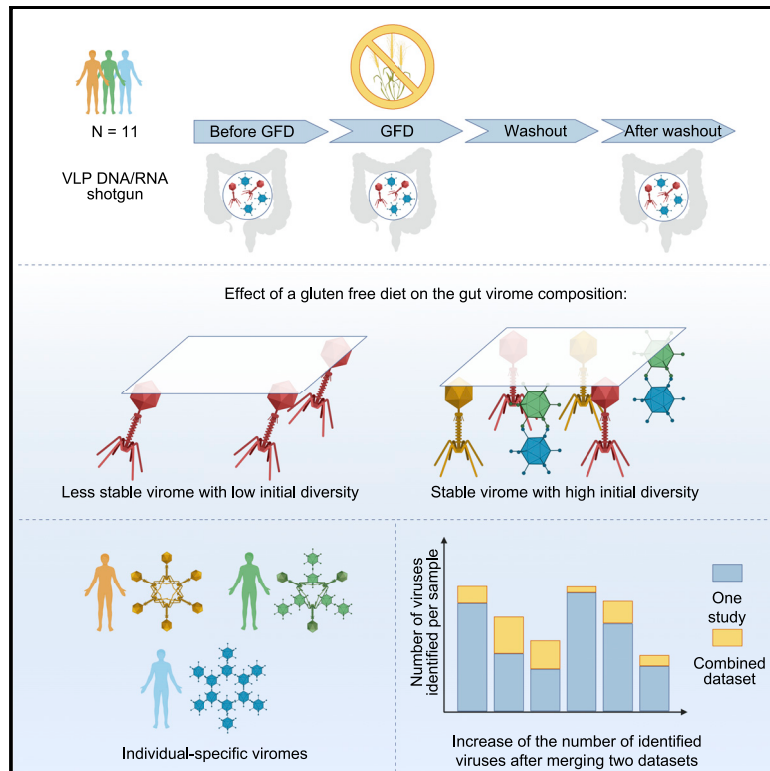 N = 11
VLP DNA/RNA
shotgun
Before GFD
GFD
Washout
After washout
Effect of a gluten free diet on the gut virome composition:
Less stable virome with low initial diversity
Stable virome with high initial diversity
Individual-specific viromes
Number of viruses
identified per sample
One
study
Combined
dataset
Increase of the number of identified
viruses after merging two datasets